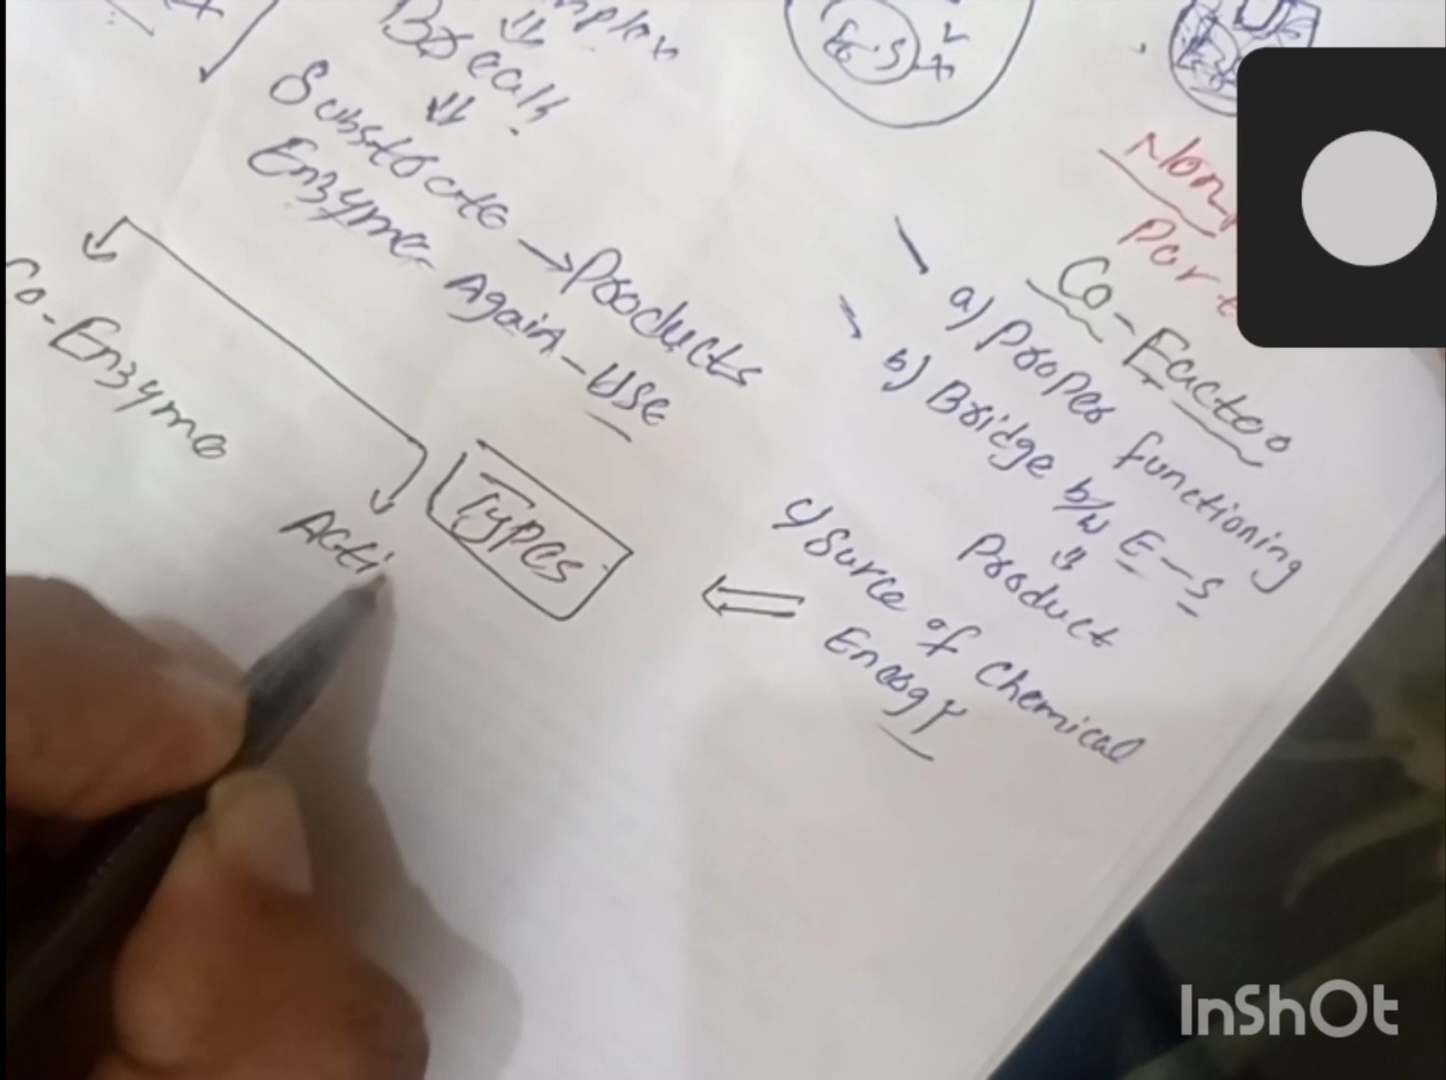 Break
Substrate → Products
Enzyme Again - Use
Co-Enzyme
Acti
Types
Part
Co-Factor
a) Proper functioning
b) Bridge b/w E-S
Product
c) Surce of Chemical
Energy
InShOt